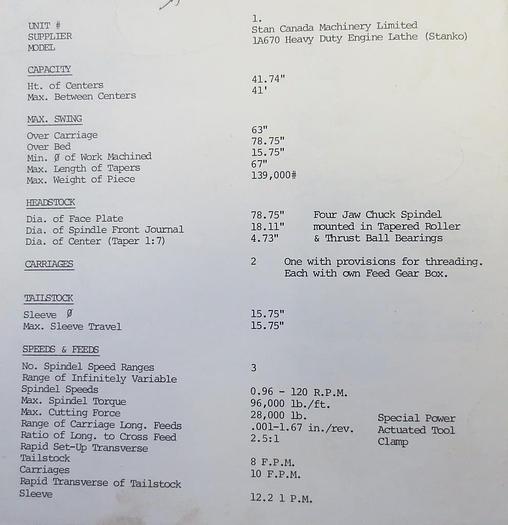 UNIT # 1.
SUPPLIER Stan Canada Machinery Limited
MODEL 1A670 Heavy Duty Engine Lathe (Stanko)
CAPACITY
Ht. of Centers 41.74"
Max. Between Centers 41'
MAX. SWING
Over Carriage 63"
Over Bed 78.75"
Min. Ø of Work Machined 15.75"
Max. Length of Tapers 67"
Max. Weight of Piece 139,000#
HEADSTOCK
Dia. of Face Plate 78.75" Four Jaw Chuck Spindel
Dia. of Spindle Front Journal 18.11" mounted in Tapered Roller
Dia. of Center (Taper 1:7) 4.73" & Thrust Ball Bearings
CARRIAGES 2 One with provisions for threading.
Each with own Feed Gear Box.
TAILSTOCK
Sleeve Ø 15.75"
Max. Sleeve Travel 15.75"
SPEEDS & FEEDS
No. Spindel Speed Ranges 3
Range of Infinitely Variable
Spindel Speeds 0.96 - 120 R.P.M.
Max. Spindel Torque 96,000 lb./ft.
Max. Cutting Force 28,000 lb. Special Power
Range of Carriage Long. Feeds .001-1.67 in./rev. Actuated Tool
Ratio of Long. to Cross Feed 2.5:1 Clamp
Rapid Set-Up Transverse
Tailstock 8 F.P.M.
Carriages 10 F.P.M.
Rapid Transverse of Tailstock
Sleeve 12.2 1 P.M.